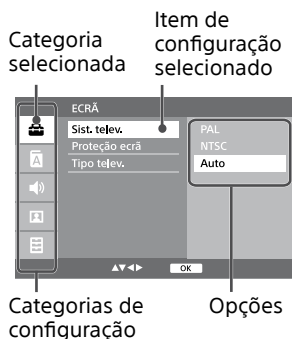 Categoria
selecionada
Item de
configuração
selecionado
ECRÃ
Sist. telev.
Proteção ecrã
Tipo telev.
PAL
NTSC
Auto
A
OK
Categorias de
configuração
Opções